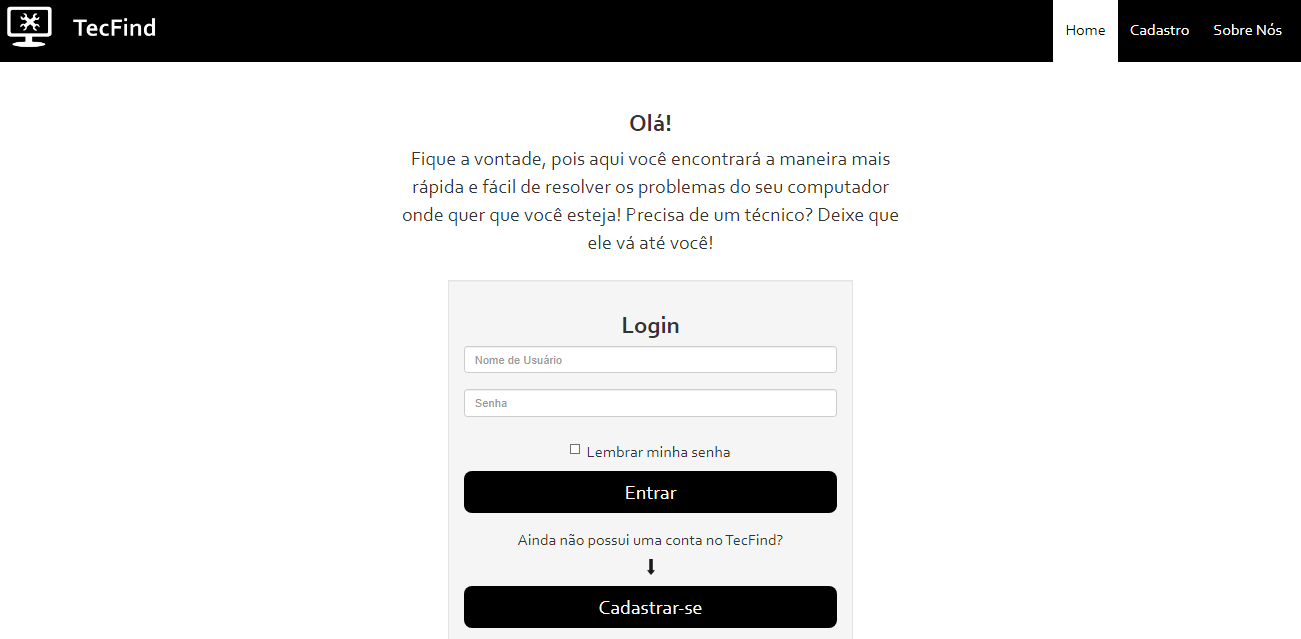 TecFind
Home Cadastro Sobre Nós
Olá!
Fique a vontade, pois aqui você encontrará a maneira mais
rápida e fácil de resolver os problemas do seu computador
onde quer que você esteja! Precisa de um técnico? Deixe que
ele vá até você!
Login
Nome de Usuário
Senha
Lembrar minha senha
Entrar
Ainda não possui uma conta no TecFind?
Cadastrar-se